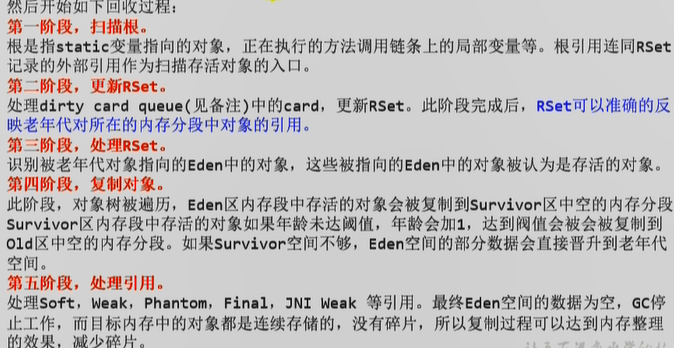 然后开始如下回收过程：
第一阶段，扫描根。
根是指static变量指向的对象，正在执行的方法调用链条上的局部变量等。根引用连同RSet
记录的外部引用作为扫描存活对象的入口。
第二阶段，更新RSet。
处理dirty card queue(见备注)中的card，更新RSet。此阶段完成后，RSet可以准确的反
映老年代对所在的内存分段中对象的引用。
第三阶段，处理RSet。
识别被老年代对象指向的Eden中的对象，这些被指向的Eden中的对象被认为是存活的对象。
第四阶段，复制对象。
此阶段，对象树被遍历，Eden区内存段中存活的对象会被复制到Survivor区中空的内存分段
Survivor区内存段中存活的对象如果年龄未达阈值，年龄会加1，达到阀值会被会被复制到
Old区中空的内存分段。如果Survivor空间不够，Eden空间的部分数据会直接晋升到老年代
空间。
第五阶段，处理引用。
处理Soft，Weak，Phantom，Final，JNI Weak 等引用。最终Eden空间的数据为空，GC停
止工作，而目标内存中的对象都是连续存储的，没有碎片，所以复制过程可以达到内存整理
的效果，减少碎片。